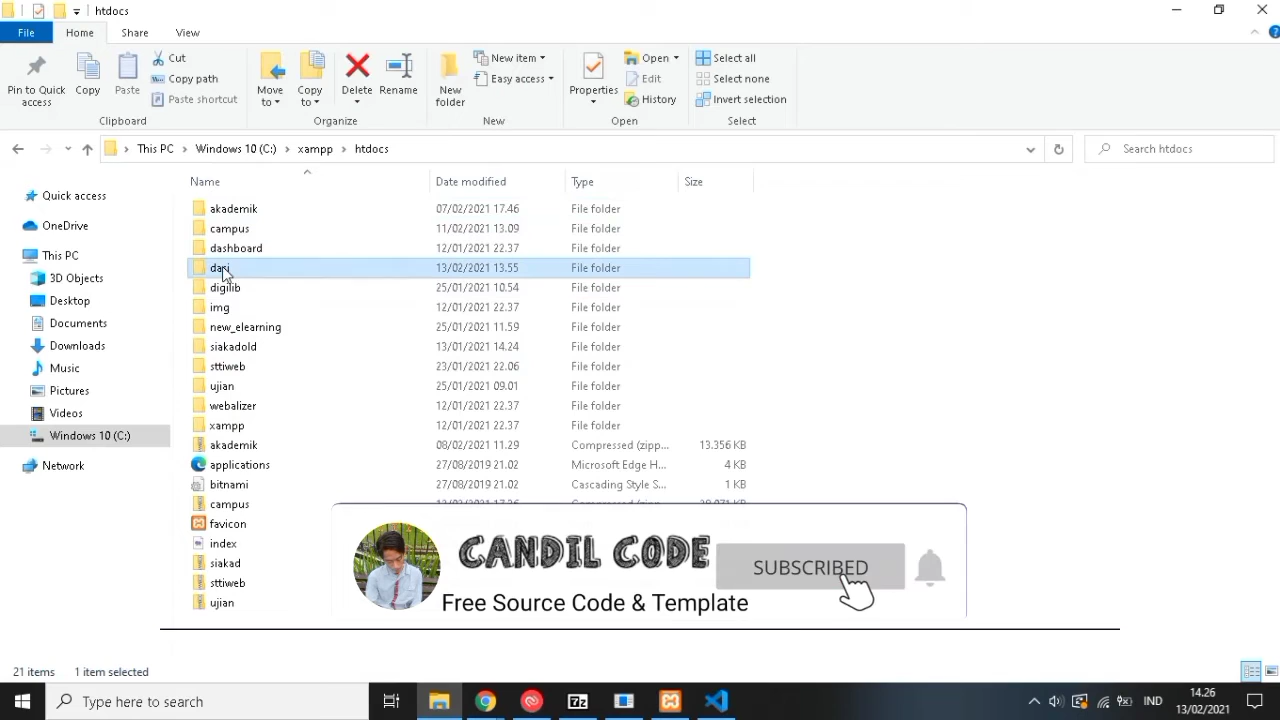 htdocs
File Home Share View
Pin to Quick access
Copy
Paste
Cut
Copy path
Paste shortcut
Move to
Copy to
Delete
Rename
New folder
New item
Easy access
Properties
Open
Edit
History
Select all
Select none
Invert selection
Clipboard Organize New Open Select
This PC Windows 10 (C:) xampp htdocs
Search htdocs
Name Date modified Type Size
Quick access
OneDrive
This PC
3D Objects
Desktop
Documents
Downloads
Music
Pictures
Videos
Windows 10 (C:)
Network
akademik 07/02/2021 17.46 File folder
campus 11/02/2021 13.09 File folder
dashboard 12/01/2021 22.37 File folder
13/02/2021 13.55 File folder
digilib 25/01/2021 10.54 File folder
img 12/01/2021 22.37 File folder
new_elearning 25/01/2021 11.59 File folder
siakadold 13/01/2021 14.24 File folder
sttiweb 23/01/2021 22.06 File folder
ujian 25/01/2021 09.01 File folder
webalizer 12/01/2021 22.37 File folder
xampp 12/01/2021 22.37 File folder
akademik 08/02/2021 11.29 Compressed (zipp... 13.356 KB
applications 27/08/2019 21.02 Microsoft Edge H... 4 KB
bitnami 27/08/2019 21.02 Cascading Style S... 1 KB
campus
favicon
index
siakad
sttiweb
ujian
CANDIL CODE
SUBSCRIBED
Free Source Code & Template
21 items 1 item selected
Type here to search
IND
14.26
13/02/2021